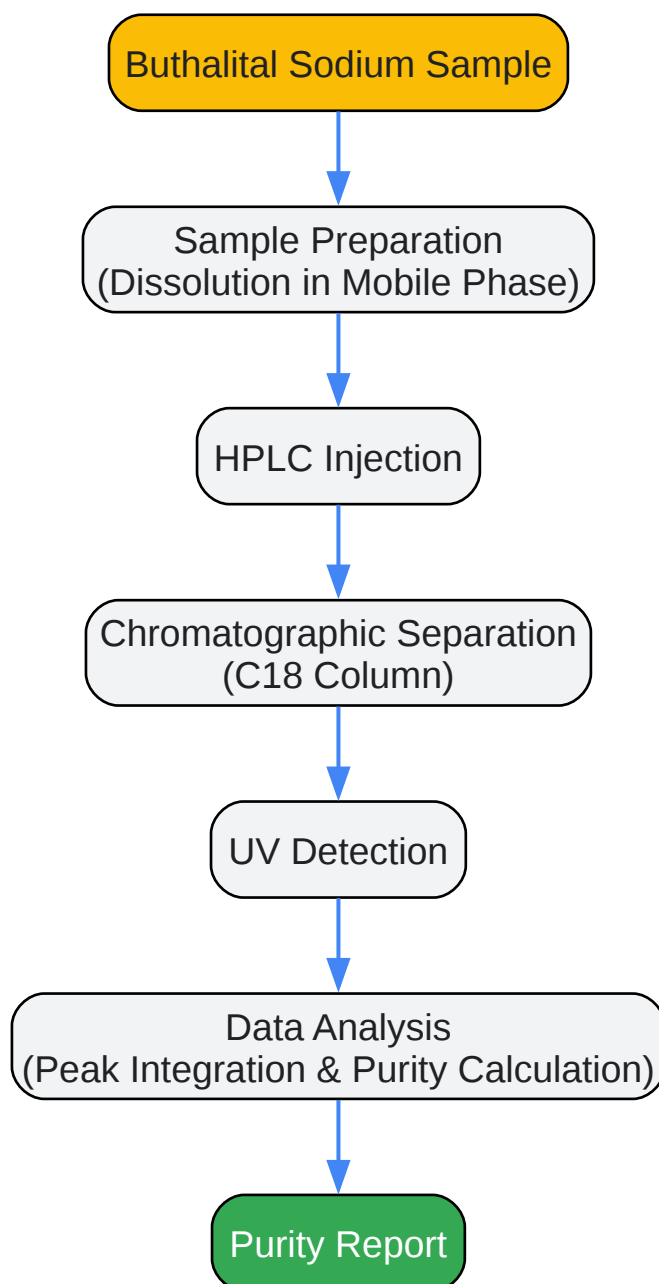 Buthalital Sodium Sample
Sample Preparation
(Dissolution in Mobile Phase)
HPLC Injection
Chromatographic Separation
(C18 Column)
UV Detection
Data Analysis
(Peak Integration & Purity Calculation)
Purity Report